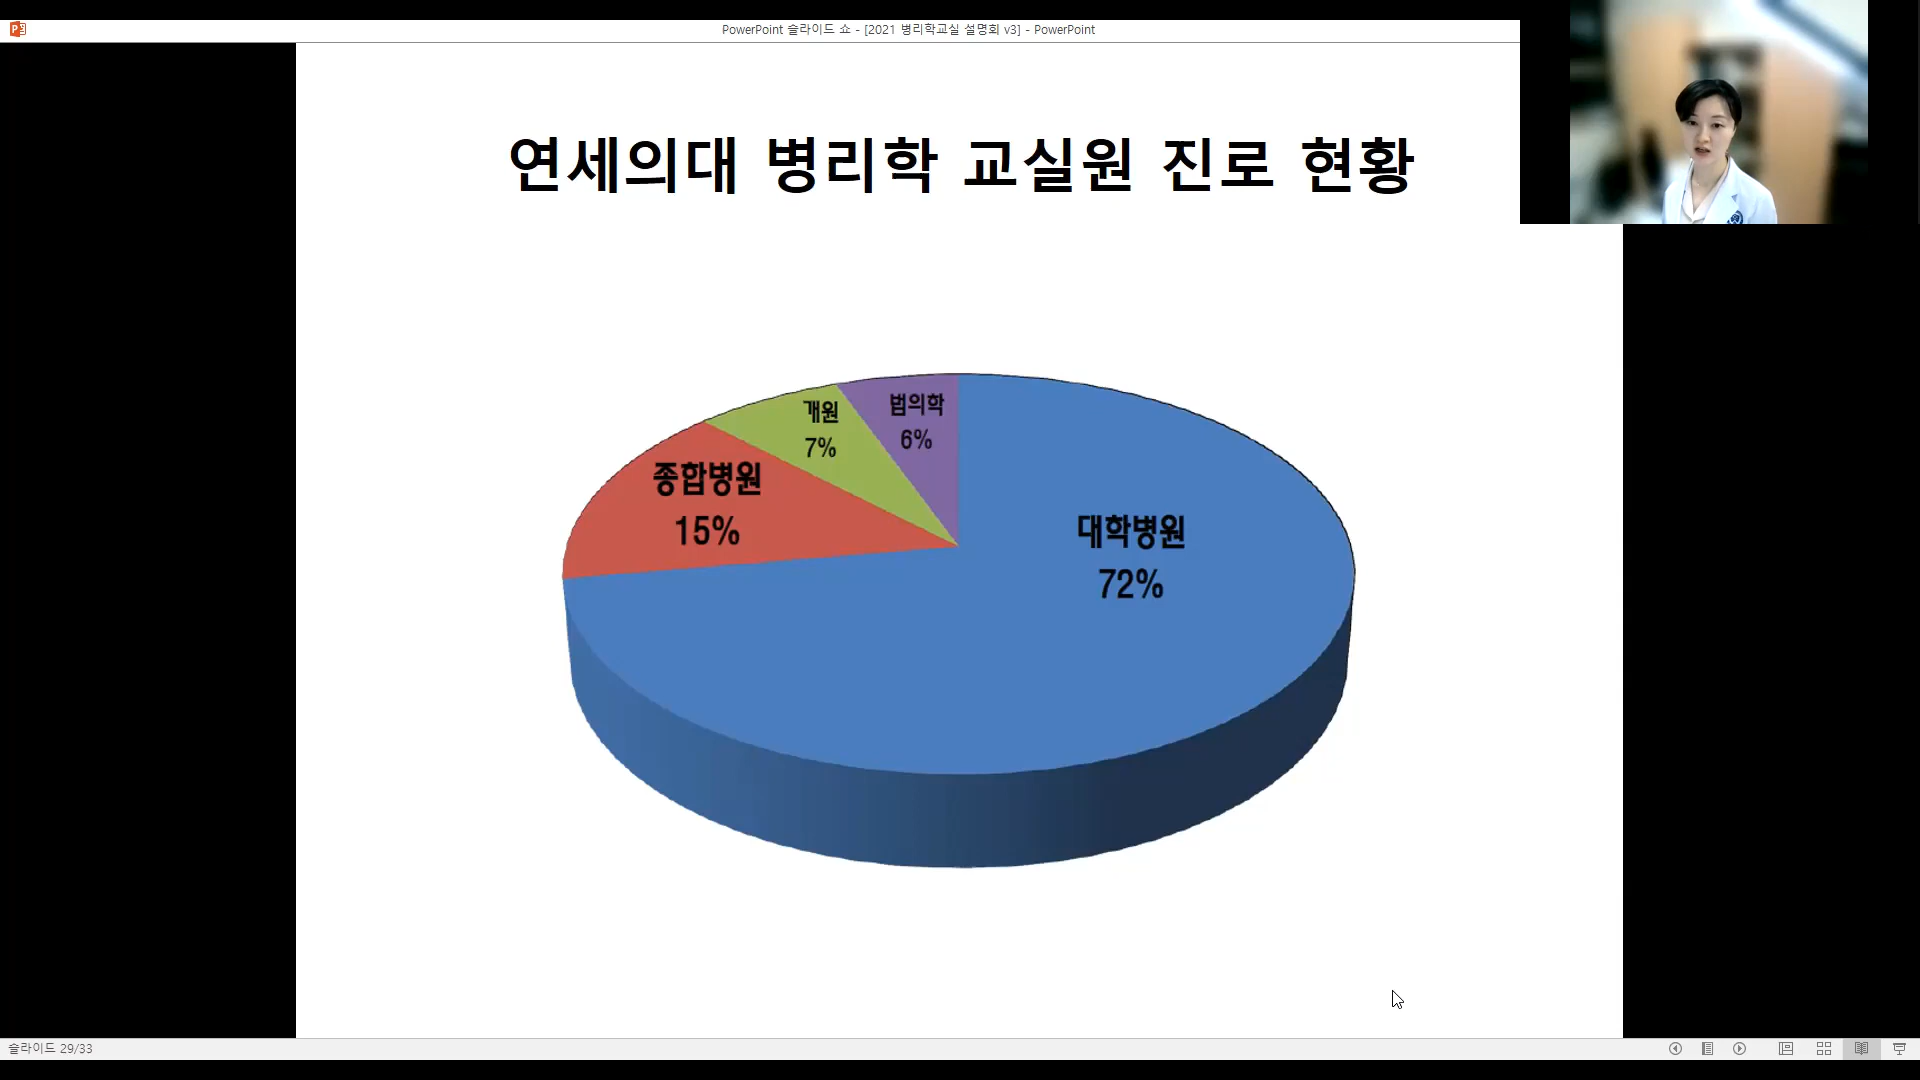 PowerPoint 슬라이드 쇼 - [2021 병리학교실 설명회 v3] - PowerPoint
연세의대 병리학 교실원 진로 현황
개원
7%
법의학
6%
종합병원
15%
대학병원
72%
슬라이드 29/33